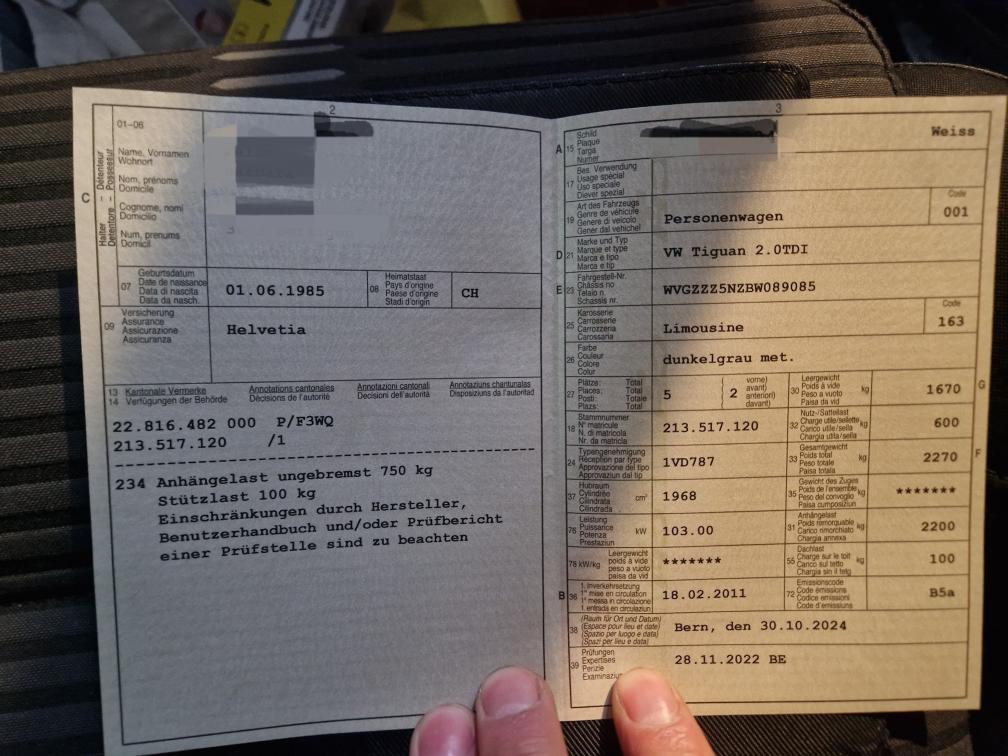 2
01-06
C
Halter – Détenteur
Detentore – Possessur
Name, Vornamen
Wohnort
Nom, prénoms
Domicile
Cognome, nomi
Domicilio
Num, prenums
Domicil
07
Geburtsdatum
Date de naissance
Data di nascita
Data da nasch.
01.06.1985
08
Heimatstaat
Pays d'origine
Paese d'origine
Stadi d'origin
CH
09
Versicherung
Assurance
Assicurazione
Assicuranza
Helvetia
13 Kantonale Vermerke
14 Verfügungen der Behörde
Annotations cantonales
Décisions de l'autorité
Annotazioni cantonali
Decisioni dell'autorità
Annotaziuns chantunalas
Disposiziuns da l'autoritad
22.816.482 000 P/F3WQ
213.517.120 /1
234 Anhängelast ungebremst 750 kg
Stützlast 100 kg
Einschränkungen durch Hersteller,
Benutzerhandbuch und/oder Prüfbericht
einer Prüfstelle sind zu beachten
3
A 15
Schild
Plaque
Targa
Numer
Weiss
17
Bes. Verwendung
Usage spécial
Uso speciale
Diever spezial
19
Art des Fahrzeugs
Genre de véhicule
Genere di veicolo
Gener dal vehichel
Personenwagen
Code
001
D 21
Marke und Typ
Marque et type
Marca e tipo
Marca e tip
VW Tiguan 2.0TDI
E 23
Fahrgestell-Nr.
Châssis no
Telaio n.
Schassis nr.
WVGZZZ5NZBW089085
25
Karosserie
Carrosserie
Carrozzeria
Carossaria
Limousine
Code
163
26
Farbe
Couleur
Colore
Colur
dunkelgrau met.
27
Plätze: Total
Places: Total
Posti: Totale
Plazs: Total
5
2
vorne)
avant)
anteriori)
davant)
30
Leergewicht
Poids à vide
Peso a vuoto
Paisa da vid
kg
1670
G
18
Stammnummer
N° matricule
N. di matricola
Nr. da matricla
213.517.120
32
Nutz-/Sattellast
Charge utile/sellette
Carico utile/sella
Chargia utila/sella
kg
600
24
Typengenehmigung
Réception par type
Approvazione del tipo
Approvaziun dal tip
1VD787
33
Gesamtgewicht
Poids total
Peso totale
Paisa totala
kg
2270
F
37
Hubraum
Cylindrée
Cilindrata
Cilindrada
cm³
1968
35
Gewicht des Zuges
Poids de l'ensemble
Peso del convoglio
Paisa cumposiziun
kg
*******
76
Leistung
Puissance
Potenza
Prestaziun
kW
103.00
31
Anhängelast
Poids remorquable
Carico rimorchiato
Chargia annexa
kg
2200
78 kW/kg
Leergewicht
poids à vide
peso a vuoto
paisa da vid
*******
55
Dachlast
Charge sur le toit
Carico sul tetto
Chargia sin il tetg
kg
100
B 36
1. Inverkehrsetzung
1re mise en circulation
1a messa in circolazione
1. entrada en circulaziun
18.02.2011
72
Emissionscode
Code émissions
Codice emissioni
Code d'emissiuns
B5a
38
(Raum für Ort und Datum)
(Espace pour lieu et date)
(Spazio per luogo e data)
(Spazi per lieu e data)
Bern, den 30.10.2024
39
Prüfungen
Expertises
Perizie
28.11.2022 BE